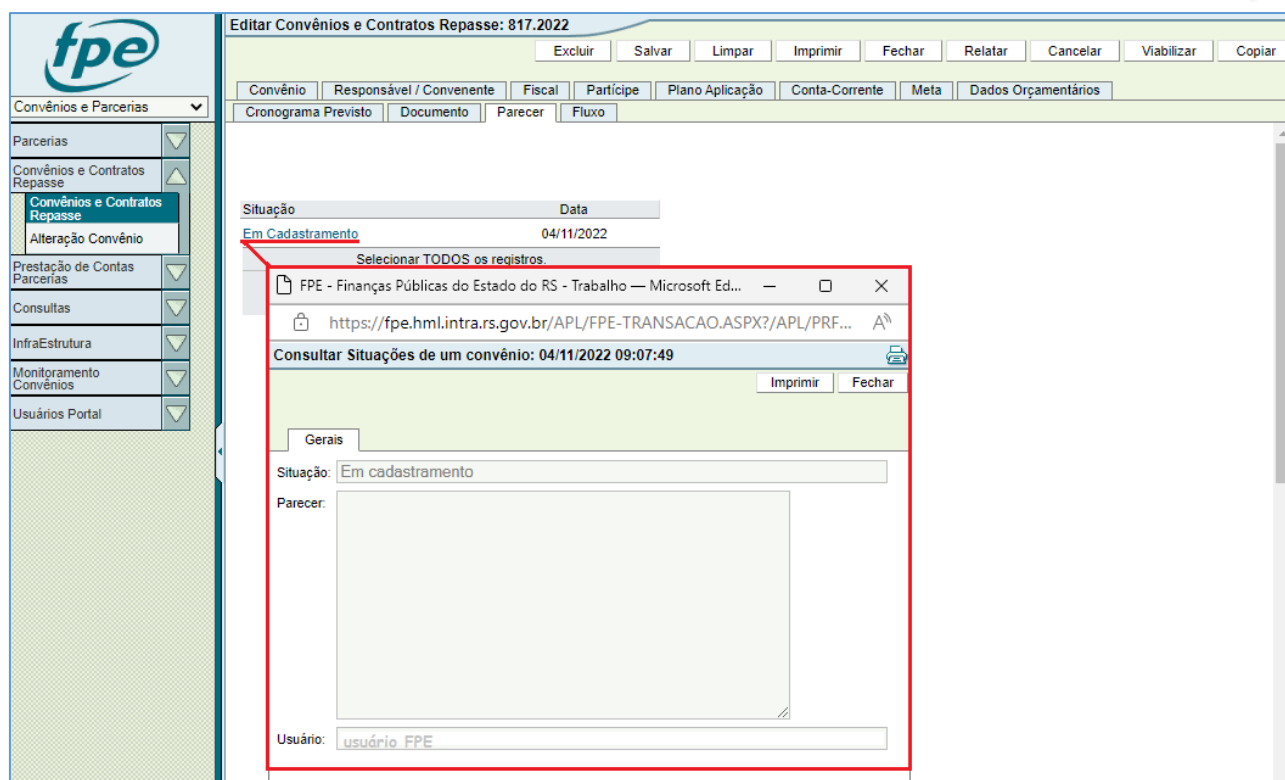 fpe
Convênios e Parcerias
Parcerias
Convênios e Contratos
Repasse
Convênios e Contratos
Repasse
Alteração Convênio
Prestação de Contas
Parcerias
Consultas
InfraEstrutura
Monitoramento
Convênios
Usuários Portal
Editar Convênios e Contratos Repasse: 817.2022
Excluir Salvar Limpar Imprimir Fechar Relatar Cancelar Viabilizar Copiar
Convênio Responsável / Convenente Fiscal Partícipe Plano Aplicação Conta-Corrente Meta Dados Orçamentários
Cronograma Previsto Documento Parecer Fluxo
Situação Data
Em Cadastramento 04/11/2022
Selecionar TODOS os registros.
FPE - Finanças Públicas do Estado do RS - Trabalho — Microsoft Ed...
https://fpe.hml.intra.rs.gov.br/APL/FPE-TRANSACAO.ASPX?/APL/PRF...
Consultar Situações de um convênio: 04/11/2022 09:07:49
Imprimir Fechar
Gerais
Situação: Em cadastramento
Parecer:
Usuário: usuário FPE